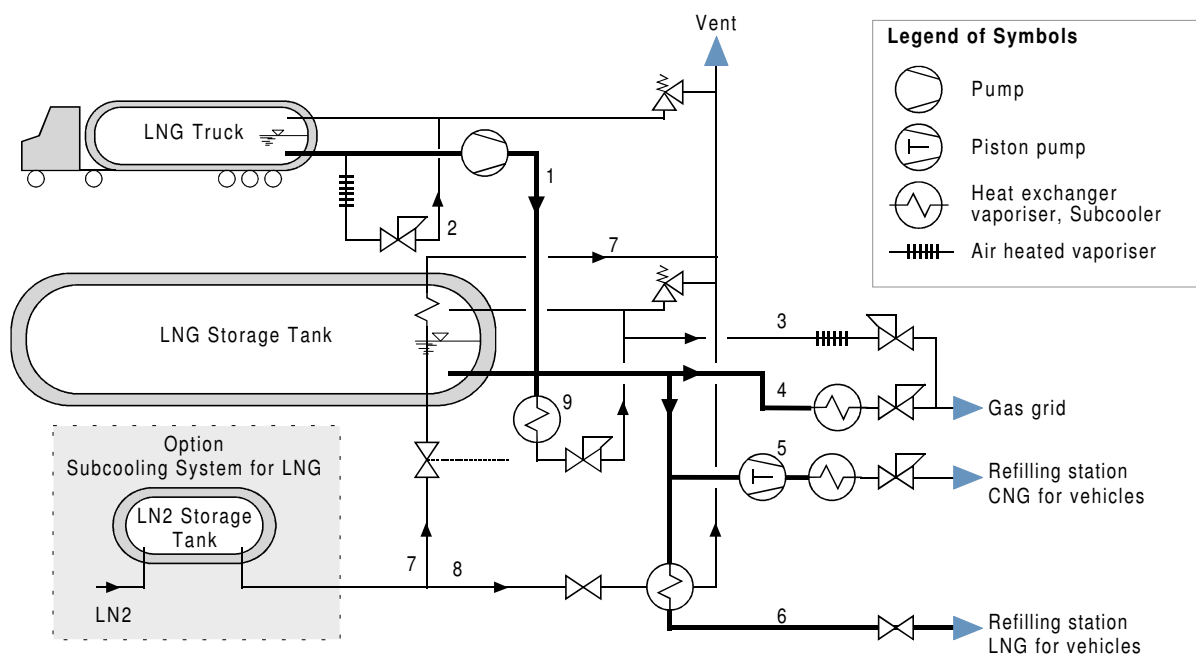 Vent
Legend of Symbols
Pump
Piston pump
Heat exchanger
vaporiser, Subcooler
Air heated vaporiser
LNG Truck
1
2
7
LNG Storage Tank
3
4
9
Gas grid
Option
Subcooling System for LNG
5
Refilling station
CNG for vehicles
LN2 Storage
Tank
7
8
LN2
6
Refilling station
LNG for vehicles